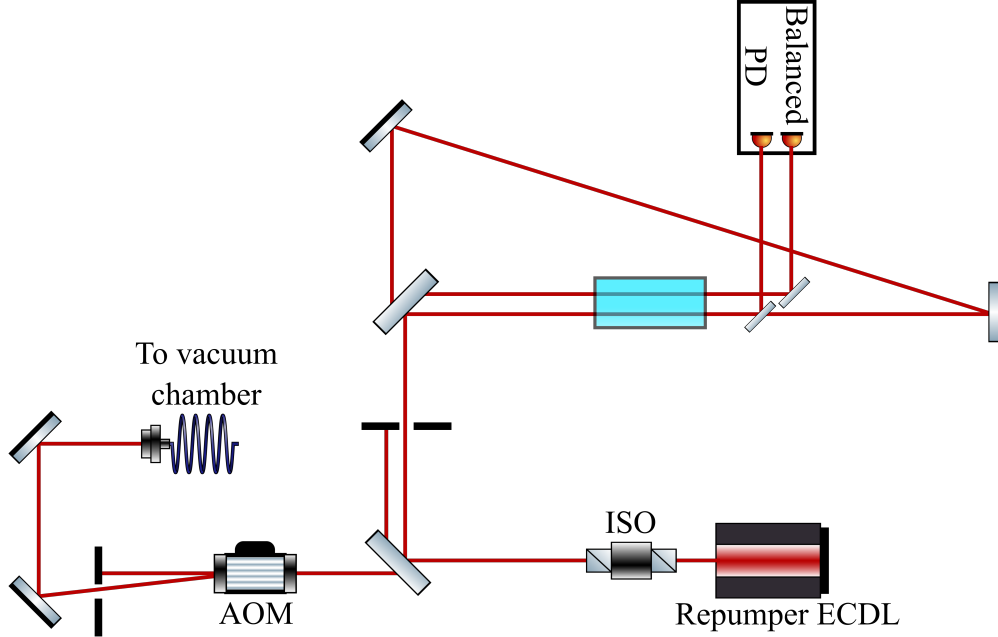 Balanced
PD
To vacuum
chamber
ISO
AOM
Repumper ECDL